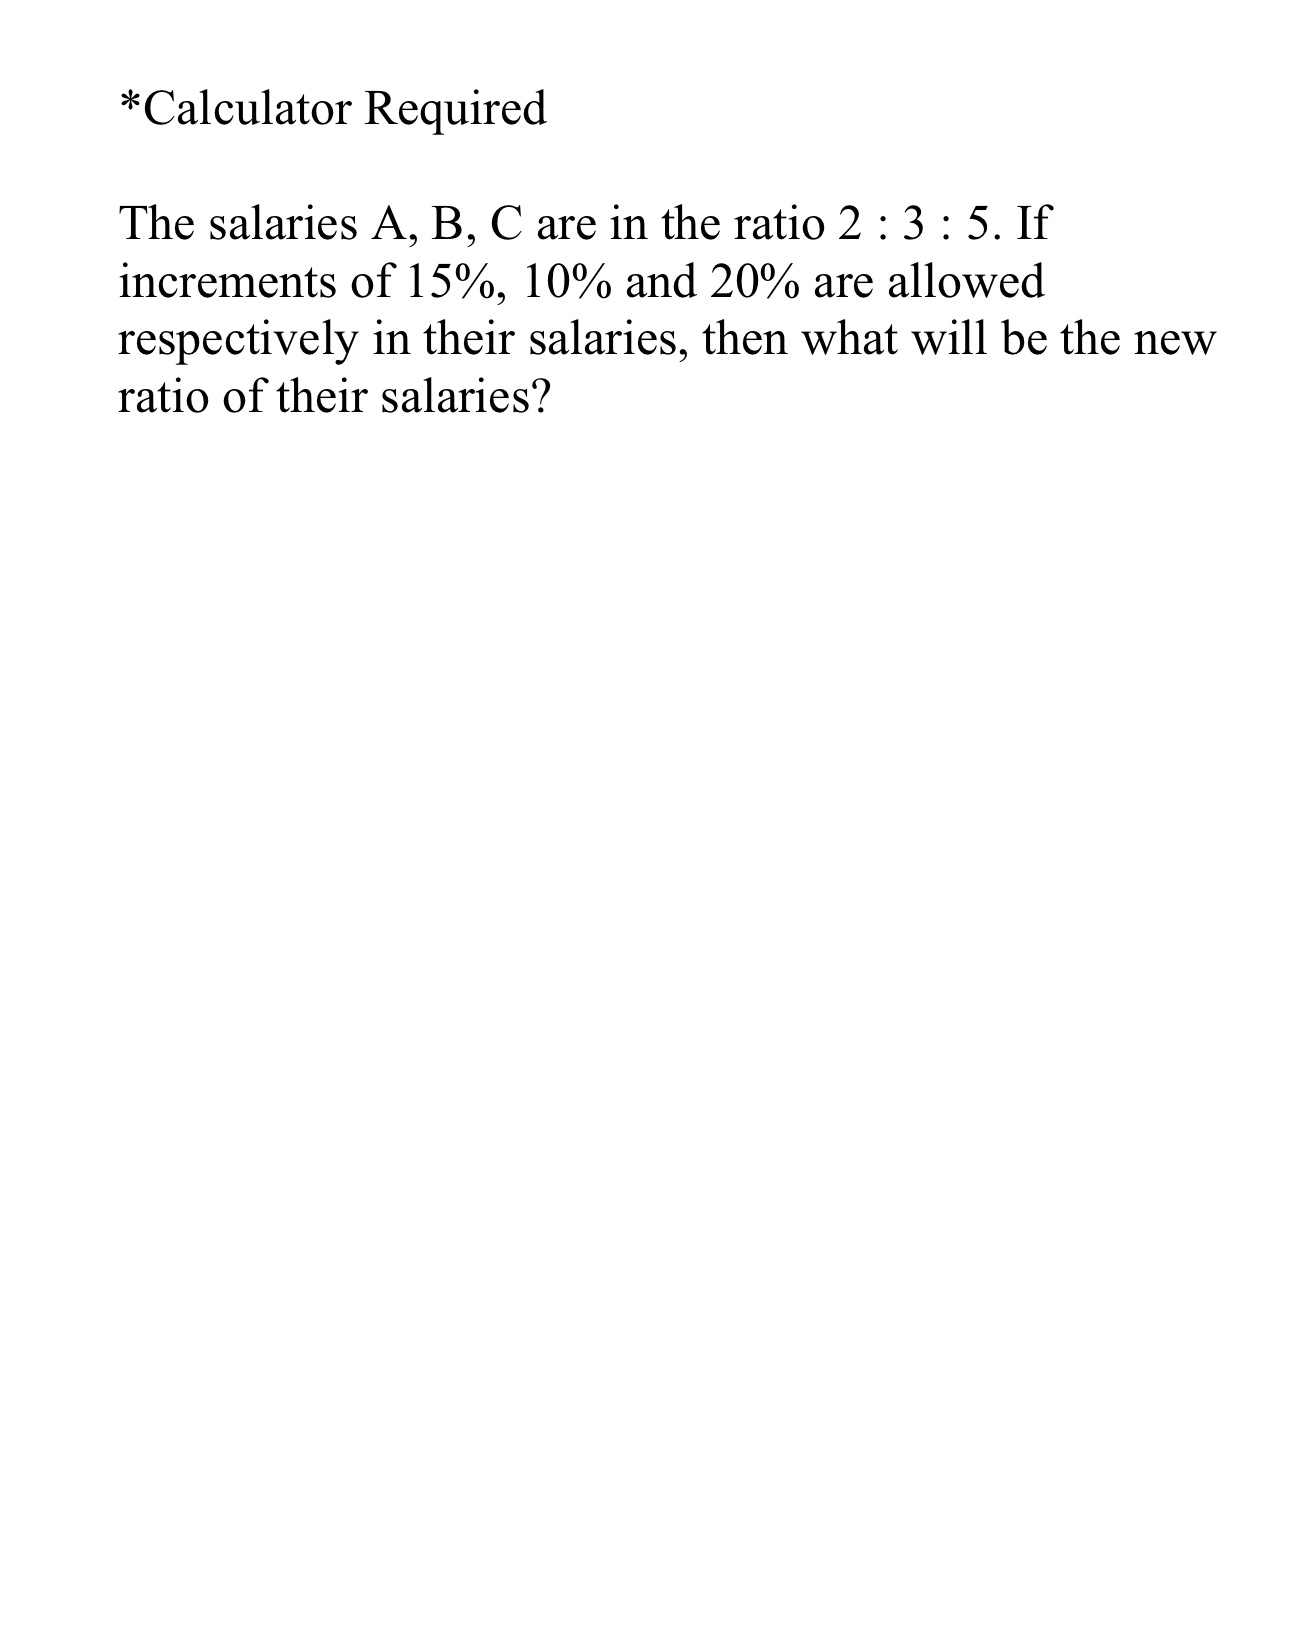 *Calculator Required
The salaries A, B, C are in the ratio 2 : 3 : 5. If
increments of 15%, 10% and 20% are allowed
respectively in their salaries, then what will be the new
ratio of their salaries?